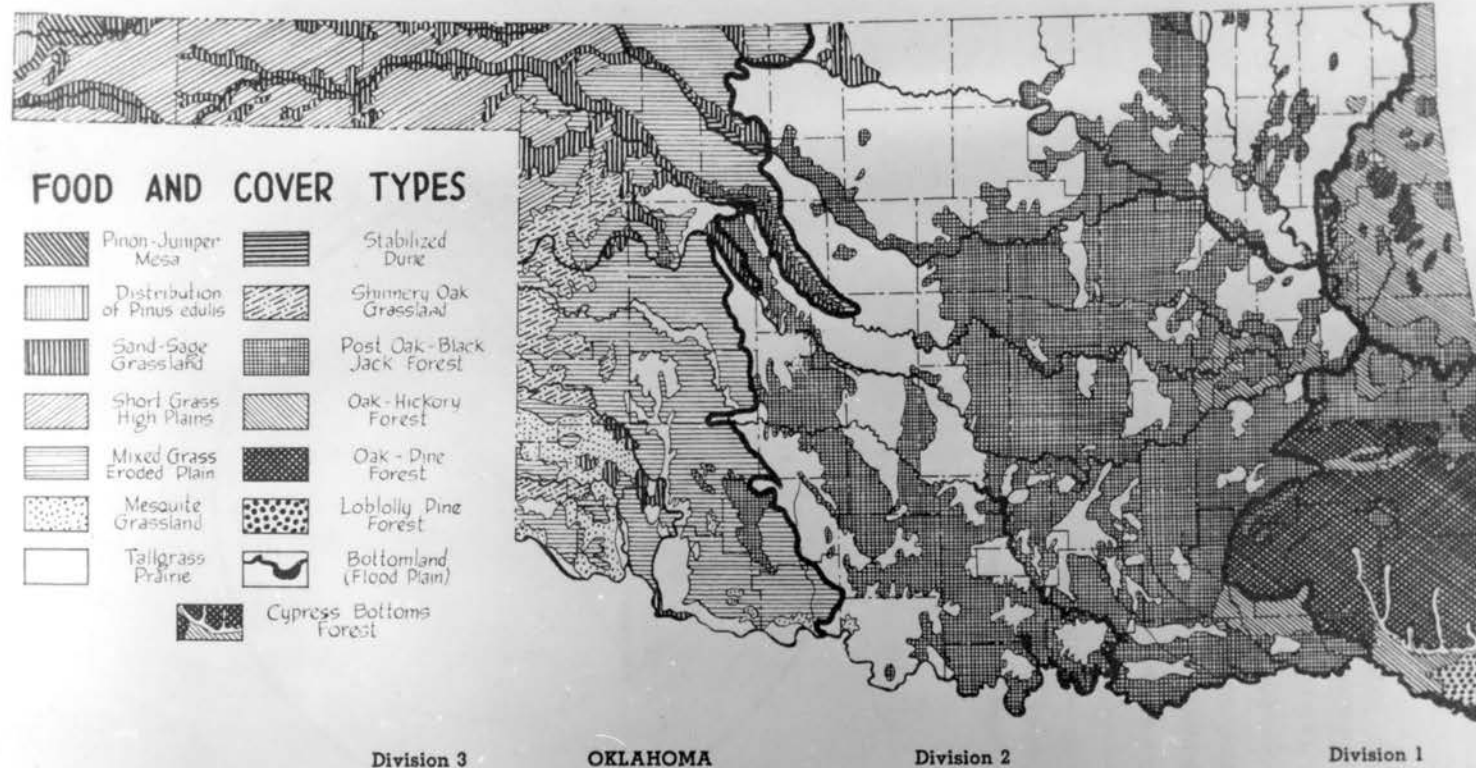 FOOD AND COVER TYPES
Pinon-Juniper
Mesa
Distribution
of Pinus edulis
Sand-Sage
Grassland
Short Grass
High Plains
Mixed Grass
Eroded Plain
Mesquite
Grassland
Tallgrass
Prairie
Stabilized
Dune
Shinnery Oak
Grassland
Post Oak-Black
Jack Forest
Oak-Hickory
Forest
Oak-Pine
Forest
Loblolly Pine
Forest
Bottomland
(Flood Plain)
Cypress Bottoms
Forest
Division 3 OKLAHOMA Division 2 Division 1